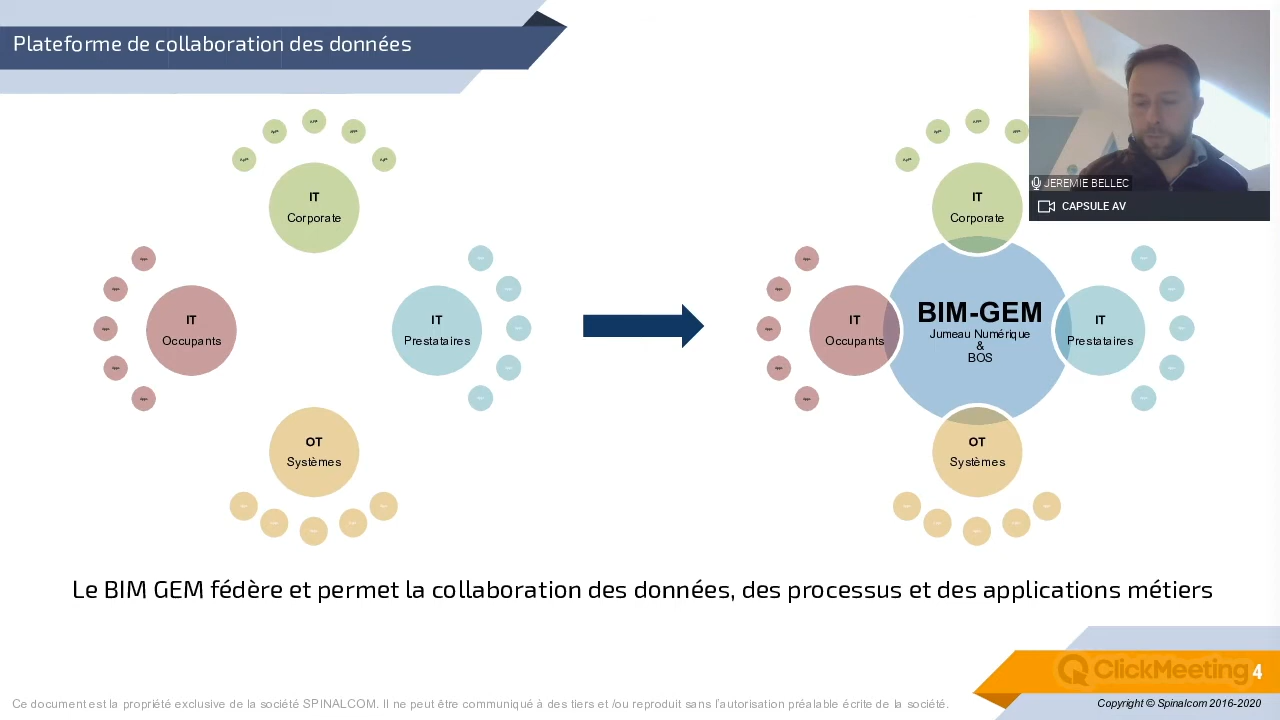 Plateforme de collaboration des données
IT
Corporate
IT
Occupants
IT
Prestataires
OT
Systèmes
IT
Corporate
IT
Occupants
BIM-GEM
Jumeau Numérique
&
BOS
IT
Prestataires
OT
Systèmes
JEREMIE BELLEC
CAPSULE AV
Le BIM GEM fédère et permet la collaboration des données, des processus et des applications métiers
ClickMeeting
4
Ce document est la propriété exclusive de la société SPINALCOM. Il ne peut être communiqué à des tiers et /ou reproduit sans l'autorisation préalable écrite de la société.
Copyright © Spinalcom 2016-2020